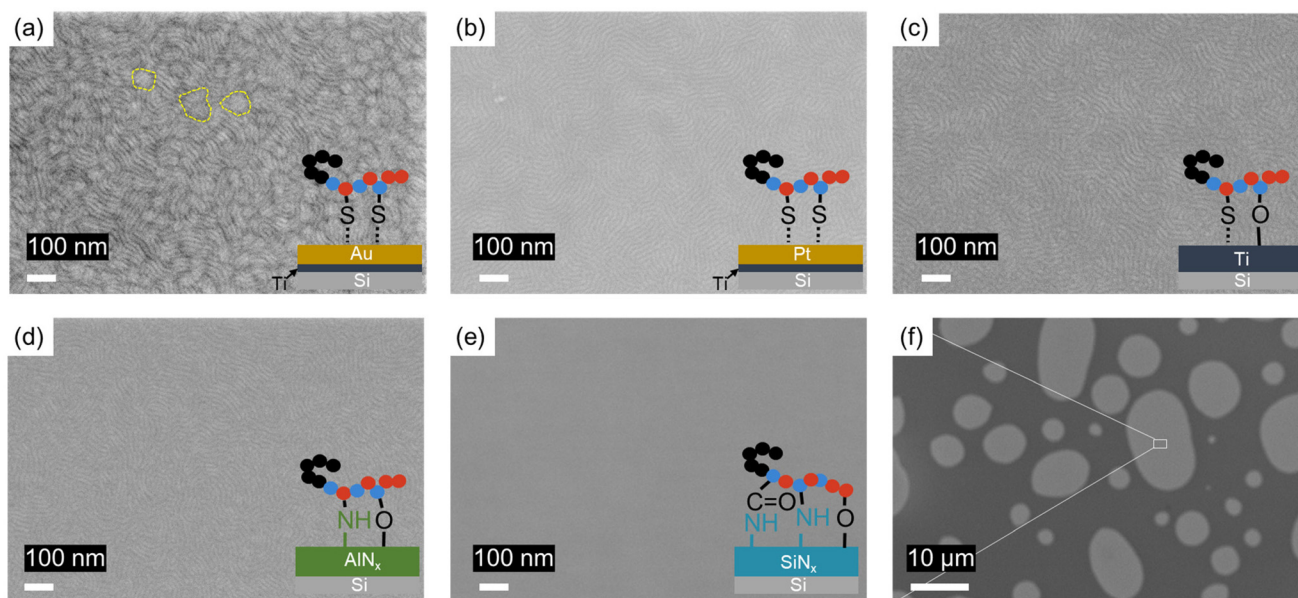 (a)
100 nm
S S
Au
Ti
Si
(b)
100 nm
S S
Pt
Ti
Si
(c)
100 nm
S O
Ti
Si
(d)
100 nm
NH O
AlNx
Si
(e)
100 nm
C=O
NH NH O
SiNx
Si
(f)
10 µm